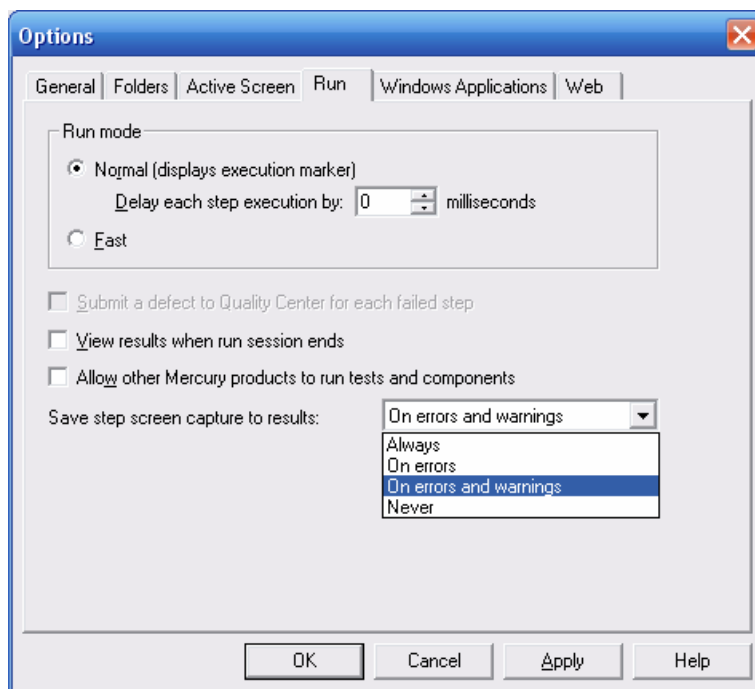 Options
General Folders Active Screen Run Windows Applications Web
Run mode
Normal (displays execution marker)
Delay each step execution by: 0 milliseconds
Fast
Submit a defect to Quality Center for each failed step
View results when run session ends
Allow other Mercury products to run tests and components
Save step screen capture to results: On errors and warnings
Always
On errors
On errors and warnings
Never
OK Cancel Apply Help